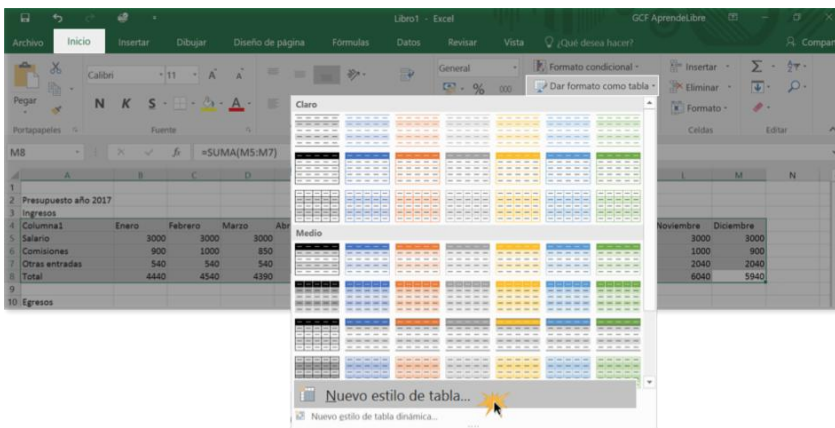 Libro1 - Excel
GCF AprendeLibre
Archivo Inicio Insertar Dibujar Diseño de página Fórmulas Datos Revisar Vista ¿Qué desea hacer? Compar
Calibri 11 A A General Formato condicional Insertar Σ
Pegar N K S A % 000 Dar formato como tabla Eliminar
Formato
Portapapeles Fuente Celdas Editar
M8 fx =SUMA(M5:M7)
Claro
Medio
A B C D L M N
1
2 Presupuesto año 2017
3 Ingresos
4 Columna1 Enero Febrero Marzo Abr Noviembre Diciembre
5 Salario 3000 3000 3000 3000 3000
6 Comisiones 900 1000 850 1000 900
7 Otras entradas 540 540 540 2040 2040
8 Total 4440 4540 4390 6040 5940
9
10 Egresos
Nuevo estilo de tabla...
Nuevo estilo de tabla dinámica...